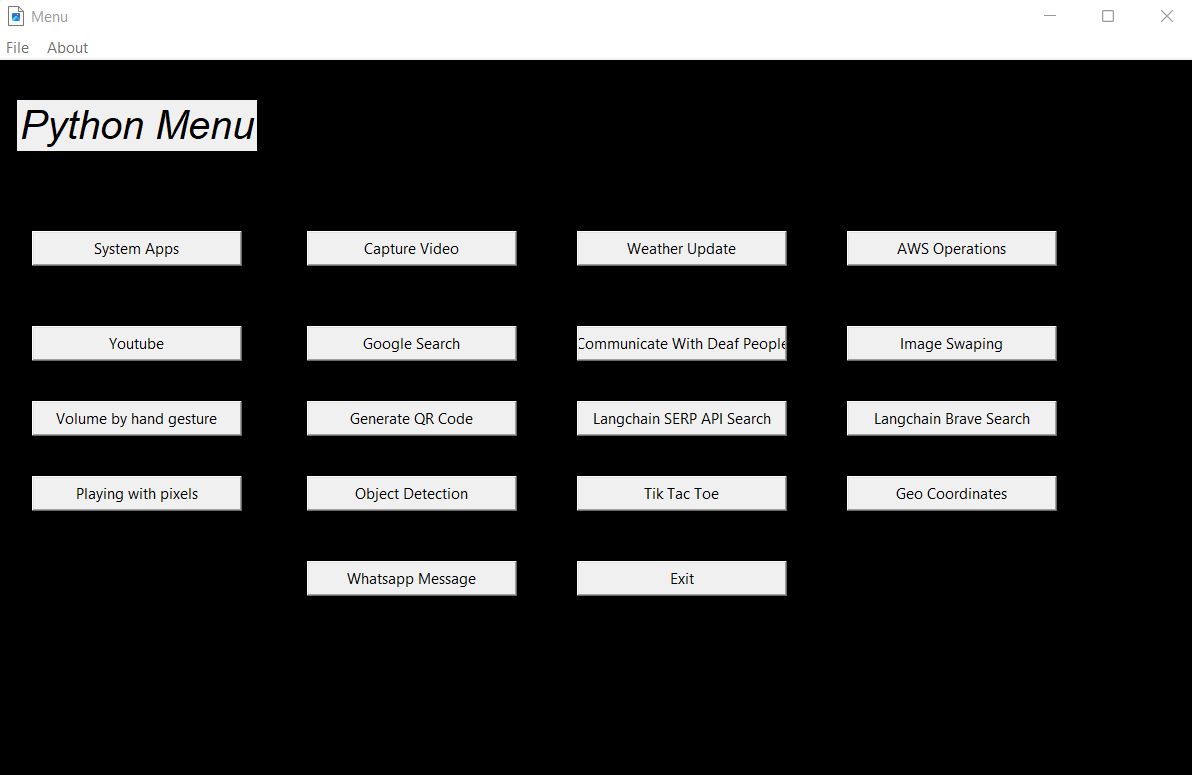 Menu
File About
Python Menu
System Apps
Capture Video
Weather Update
AWS Operations
Youtube
Google Search
Communicate With Deaf People
Image Swaping
Volume by hand gesture
Generate QR Code
Langchain SERP API Search
Langchain Brave Search
Playing with pixels
Object Detection
Tik Tac Toe
Geo Coordinates
Whatsapp Message
Exit